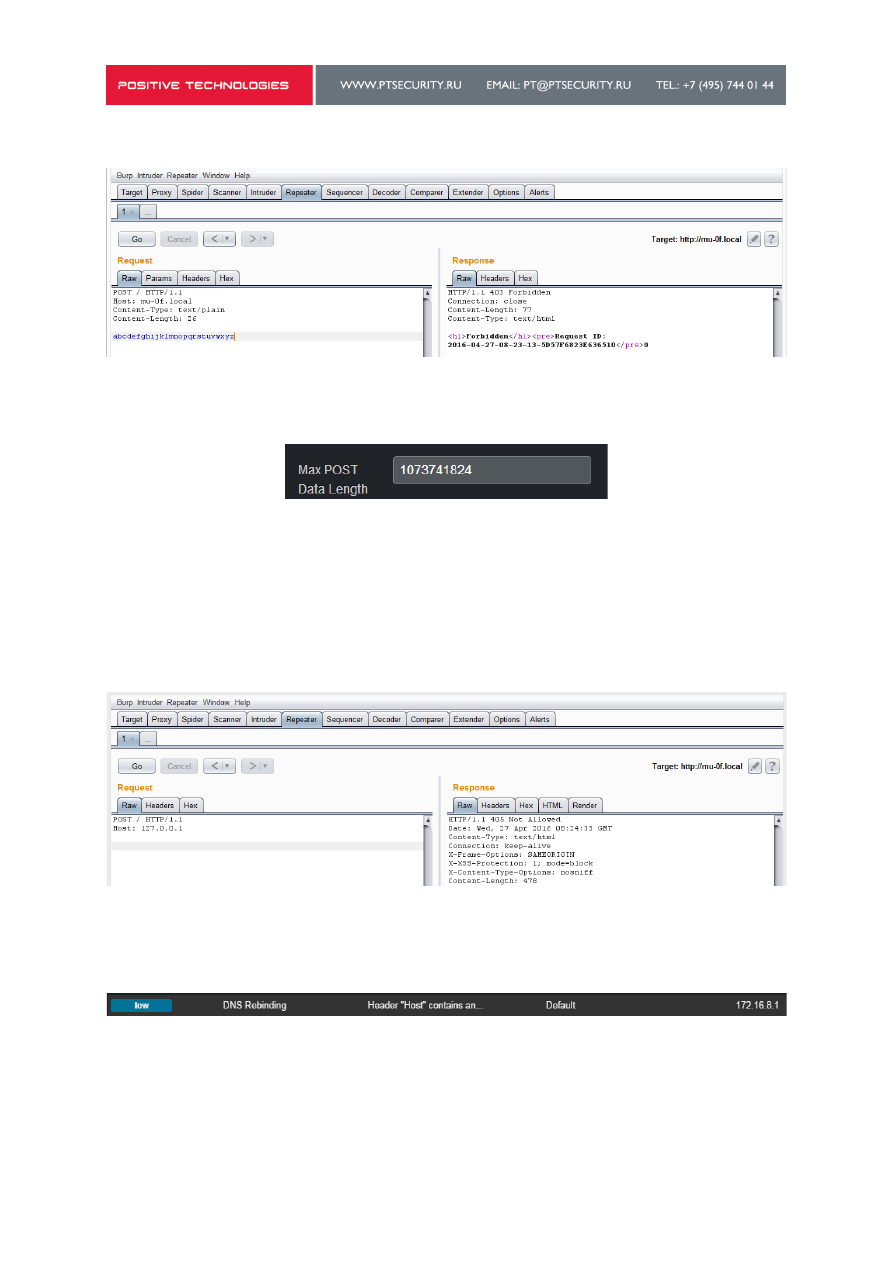 POSITIVE TECHNOLOGIES WWW.PTSECURITY.RU EMAIL: PT@PTSECURITY.RU TEL.: +7 (495) 744 01 44
Burp Intruder Repeater Window Help
Target Proxy Spider Scanner Intruder Repeater Sequencer Decoder Comparer Extender Options Alerts
1 × ...
Go Cancel < > Target: http://mu-0f.local ?
Request
Raw Params Headers Hex
POST / HTTP/1.1
Host: mu-0f.local
Content-Type: text/plain
Content-Length: 26
abcdefghijklmnopqrstuvwxyz
Response
Raw Headers Hex
HTTP/1.1 403 Forbidden
Connection: close
Content-Length: 77
Content-Type: text/html
<h1>Forbidden</h1><pre>Request ID:
2016-04-27-08-23-13-5D57F6823E636510</pre>0
Max POST
Data Length
1073741824
Burp Intruder Repeater Window Help
Target Proxy Spider Scanner Intruder Repeater Sequencer Decoder Comparer Extender Options Alerts
1 × ...
Go Cancel < > Target: http://mu-0f.local ?
Request
Raw Headers Hex
POST / HTTP/1.1
Host: 127.0.0.1
Response
Raw Headers Hex HTML Render
HTTP/1.1 405 Not Allowed
Date: Wed, 27 Apr 2016 08:24:33 GMT
Content-Type: text/html
Connection: keep-alive
X-Frame-Options: SAMEORIGIN
X-XSS-Protection: 1; mode=block
X-Content-Type-Options: nosniff
Content-Length: 478
low DNS Rebinding Header "Host" contains an... Default 172.16.8.1